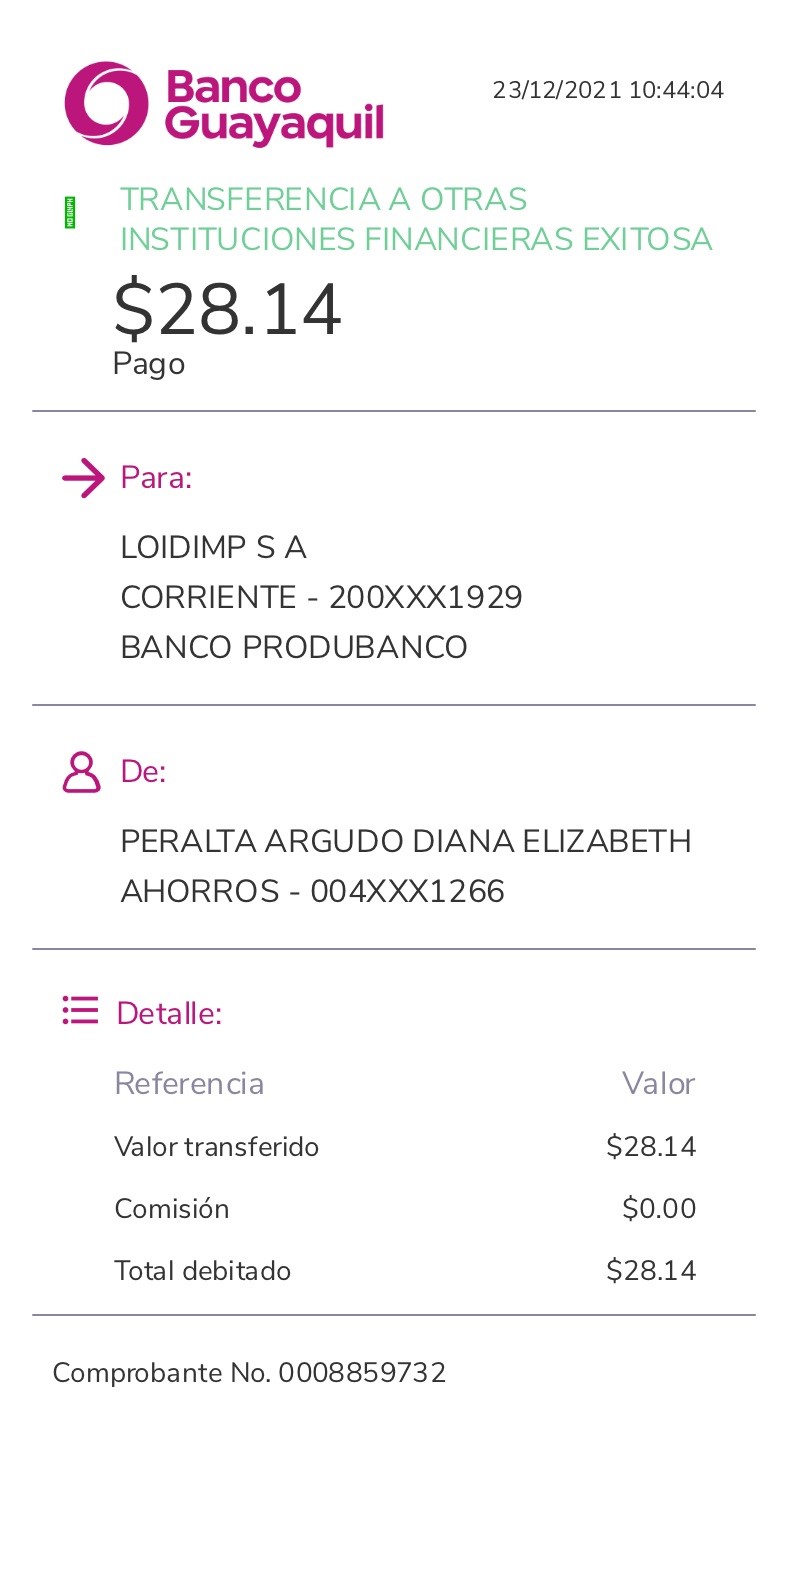 Banco
Guayaquil
23/12/2021 10:44:04
NO GLYPH
TRANSFERENCIA A OTRAS
INSTITUCIONES FINANCIERAS EXITOSA
$28.14
Pago
Para:
LOIDIMP S A
CORRIENTE - 200XXX1929
BANCO PRODUBANCO
De:
PERALTA ARGUDO DIANA ELIZABETH
AHORROS - 004XXX1266
Detalle:
Referencia Valor
Valor transferido $28.14
Comisión $0.00
Total debitado $28.14
Comprobante No. 0008859732